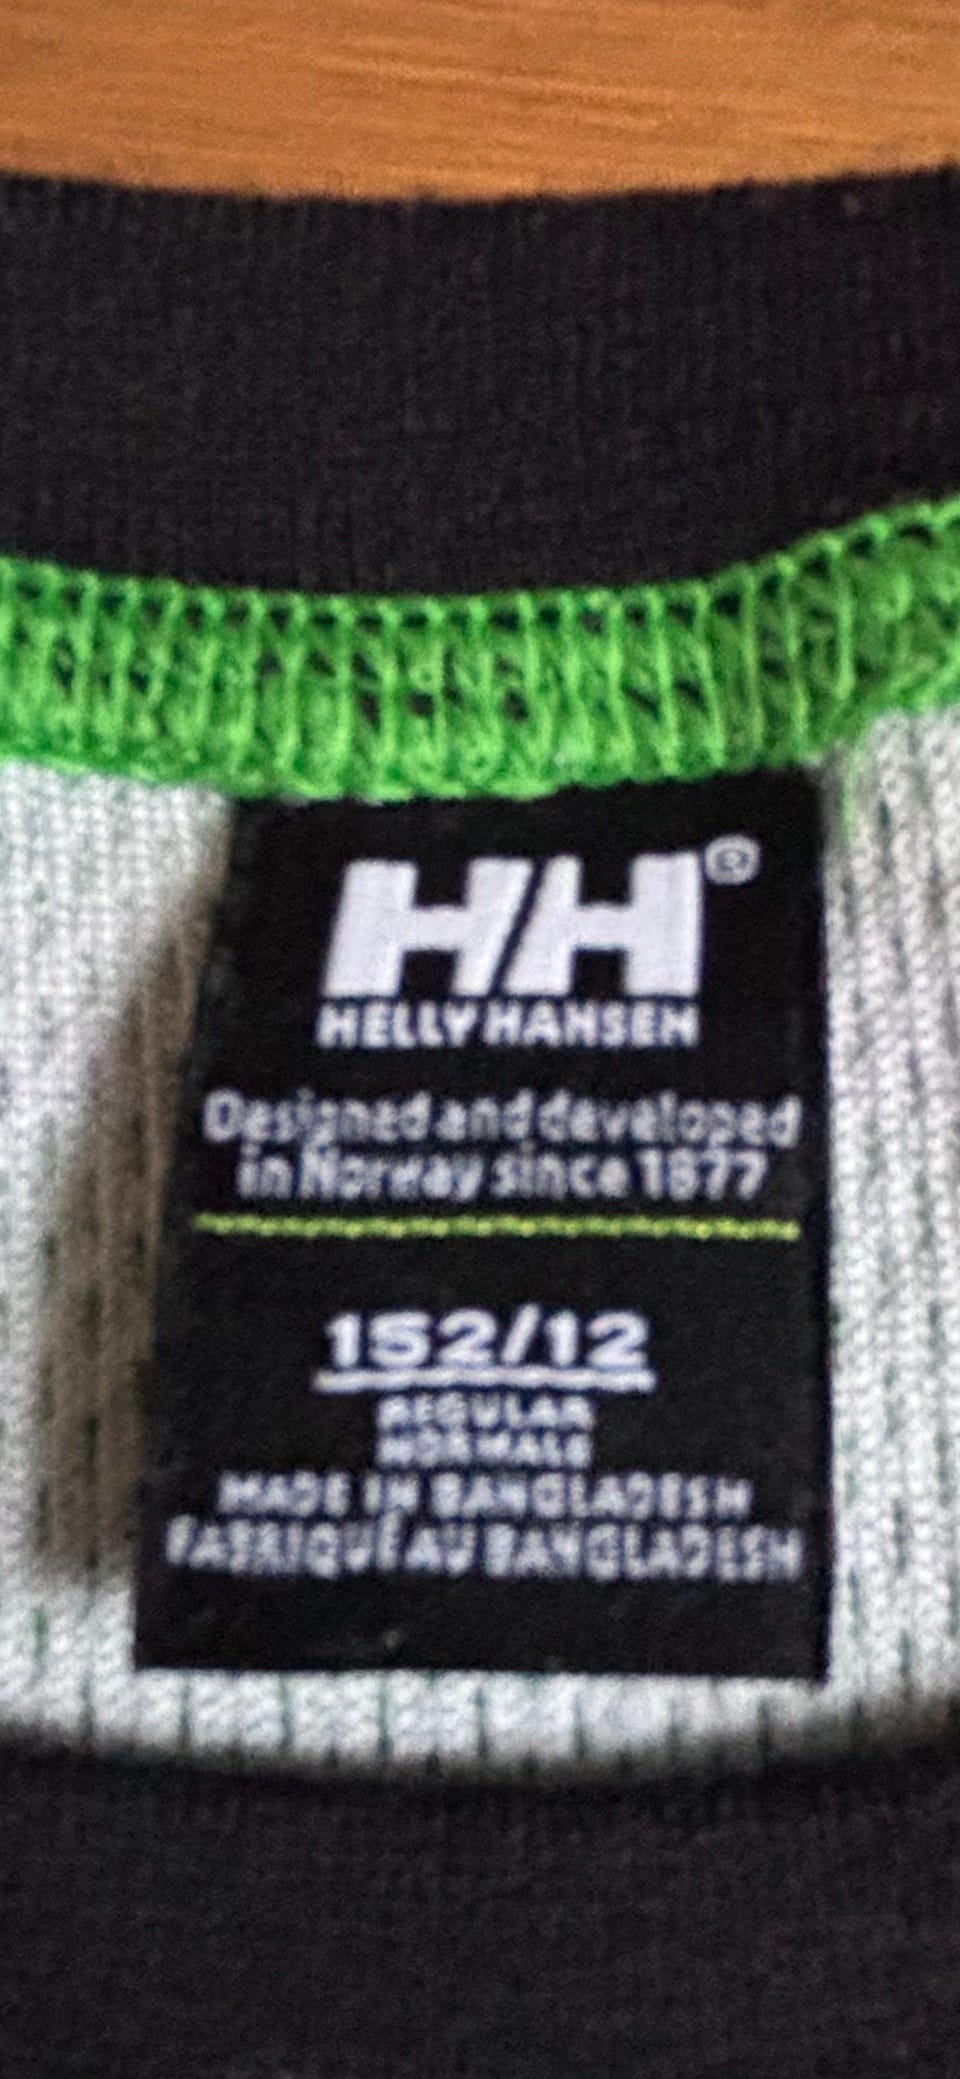 HH®
HELLY HANSEN
Designed and developed
in Norway since 1877
152/12
REGULAR
NORMALE
MADE IN BANGLADESH
FABRIQUÉ AU BANGLADESH